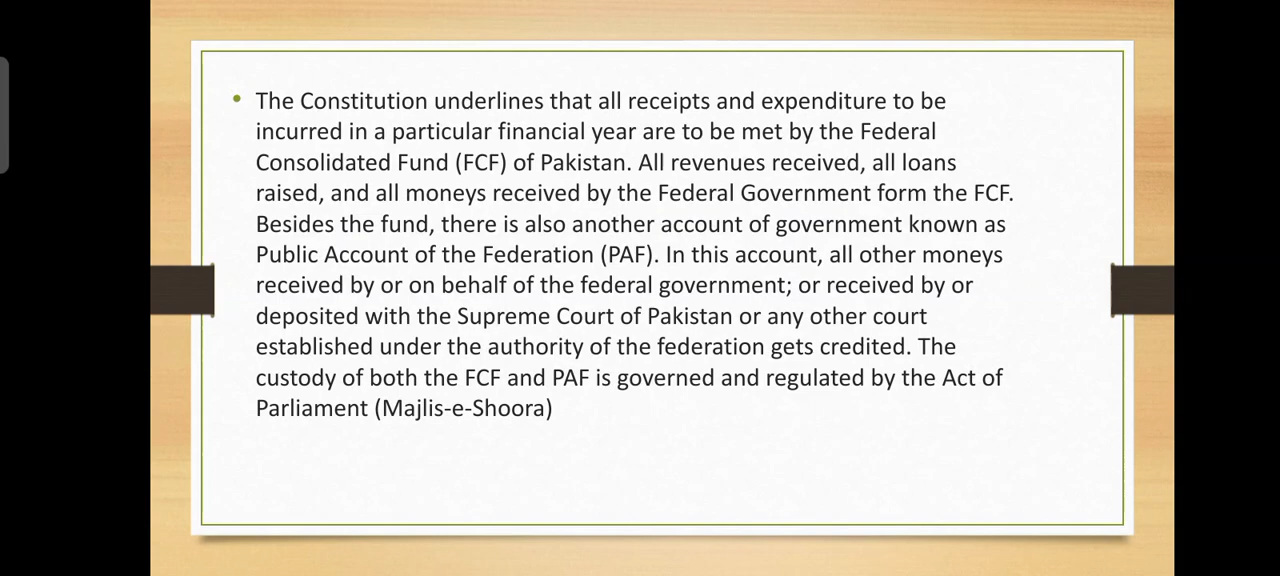 • The Constitution underlines that all receipts and expenditure to be
incurred in a particular financial year are to be met by the Federal
Consolidated Fund (FCF) of Pakistan. All revenues received, all loans
raised, and all moneys received by the Federal Government form the FCF.
Besides the fund, there is also another account of government known as
Public Account of the Federation (PAF). In this account, all other moneys
received by or on behalf of the federal government; or received by or
deposited with the Supreme Court of Pakistan or any other court
established under the authority of the federation gets credited. The
custody of both the FCF and PAF is governed and regulated by the Act of
Parliament (Majlis-e-Shoora)